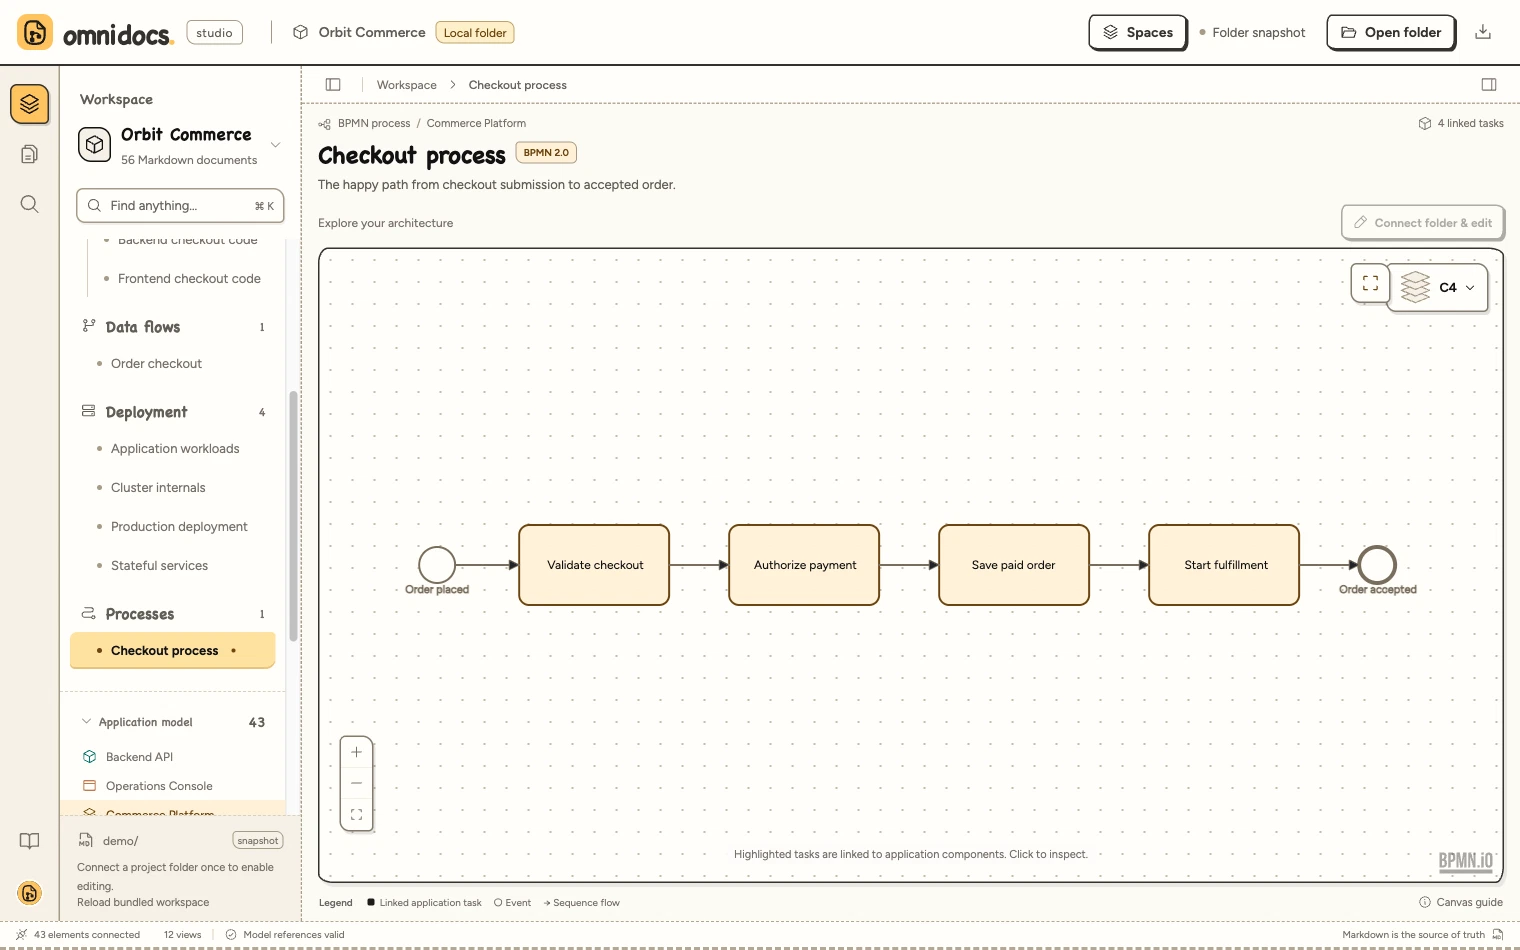 omnidocs.
studio
Orbit Commerce
Local folder
Spaces
Folder snapshot
Open folder
Workspace
Orbit Commerce
56 Markdown documents
Find anything...
⌘ K
Backend checkout code
Frontend checkout code
Data flows
1
Order checkout
Deployment
4
Application workloads
Cluster internals
Production deployment
Stateful services
Processes
1
Checkout process
Application model
43
Backend API
Operations Console
Commerce Platform
MD
demo/
snapshot
Connect a project folder once to enable
editing.
Reload bundled workspace
Workspace > Checkout process
BPMN process / Commerce Platform
4 linked tasks
Checkout process
BPMN 2.0
The happy path from checkout submission to accepted order.
Explore your architecture
Connect folder & edit
C4
Order placed
Validate checkout
Authorize payment
Save paid order
Start fulfillment
Order accepted
Highlighted tasks are linked to application components. Click to inspect.
BPMN.iO
Legend
Linked application task
Event
Sequence flow
Canvas guide
43 elements connected
12 views
Model references valid
Markdown is the source of truth
MD